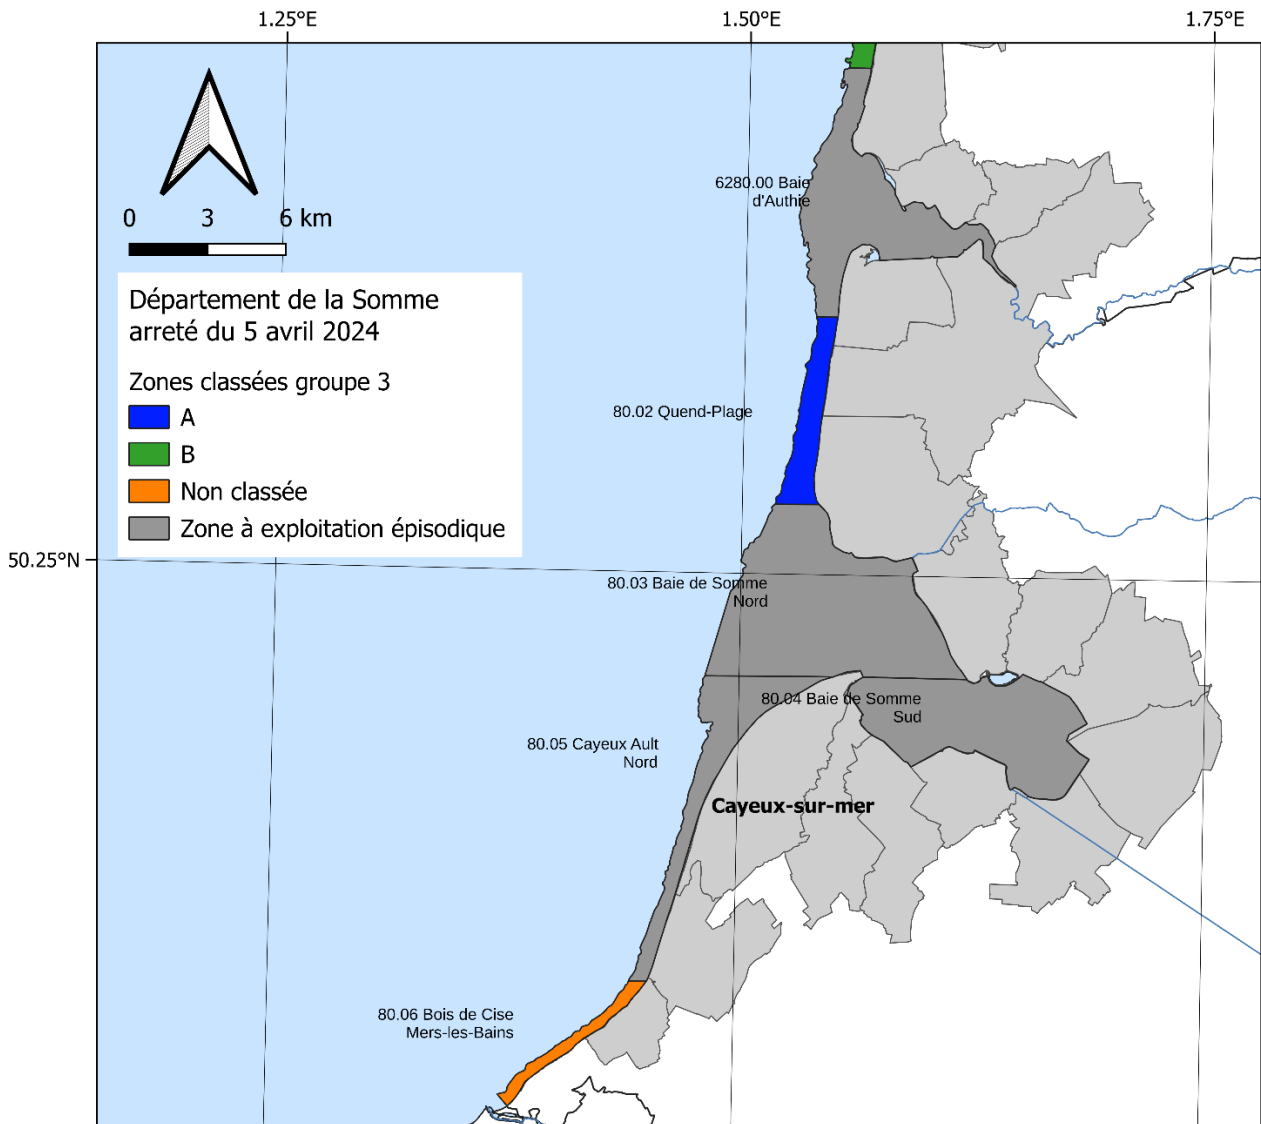 1.25°E
1.50°E
1.75°E
0 3 6 km
Département de la Somme
arreté du 5 avril 2024
Zones classées groupe 3
A
B
Non classée
Zone à exploitation épisodique
50.25°N
6280.00 Baie
d'Authie
80.02 Quend-Plage
80.03 Baie de Somme
Nord
80.04 Baie de Somme
Sud
80.05 Cayeux Ault
Nord
Cayeux-sur-mer
80.06 Bois de Cise
Mers-les-Bains